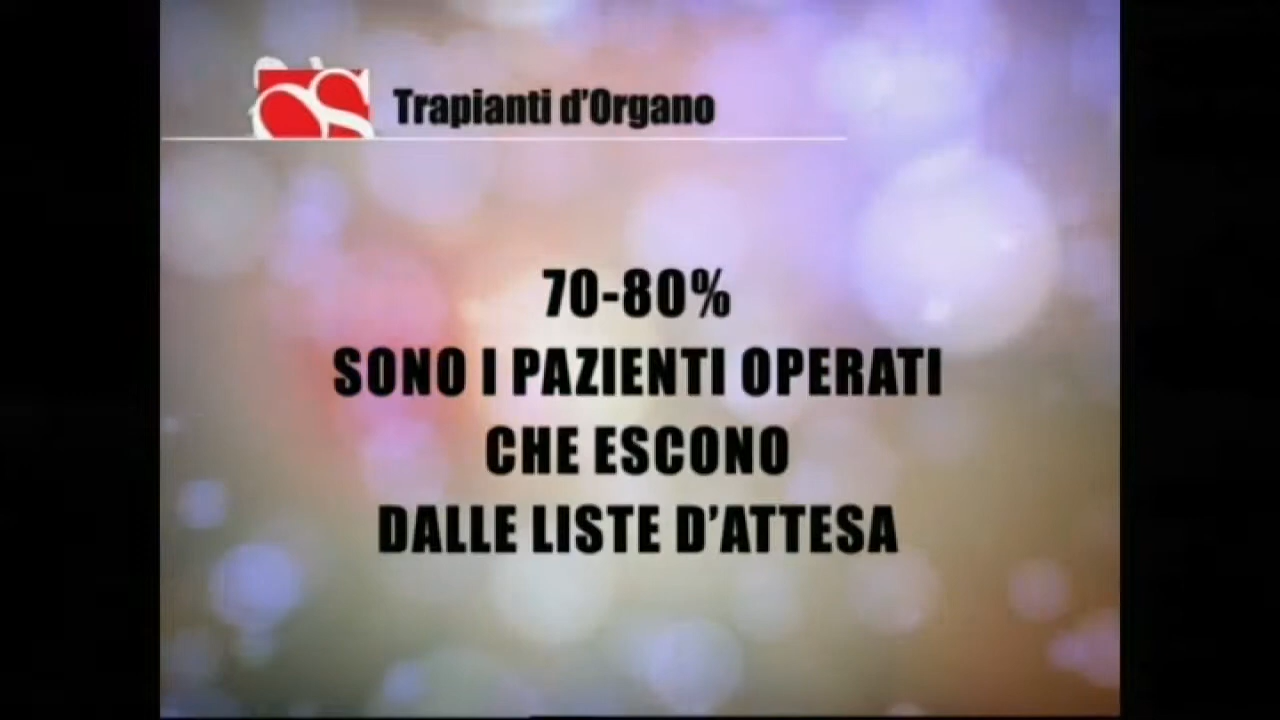 Trapianti d'Organo
70-80%
SONO I PAZIENTI OPERATI
CHE ESCONO
DALLE LISTE D'ATTESA